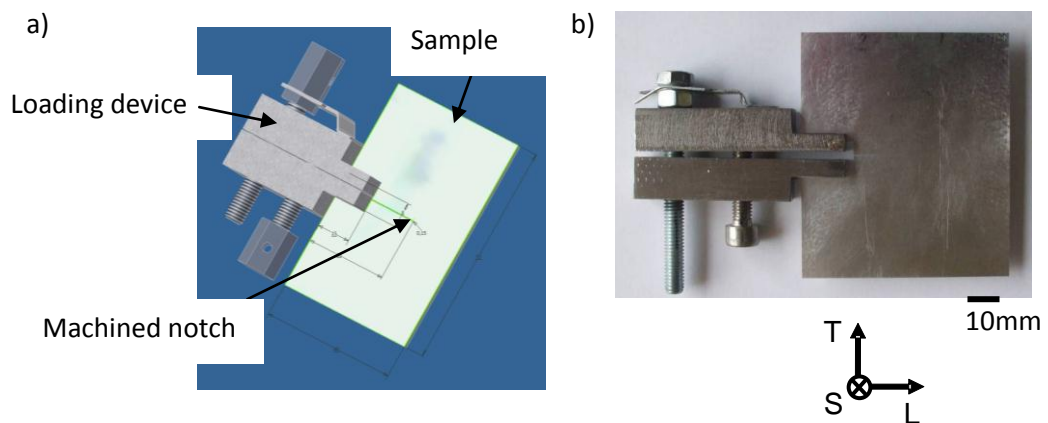 a)
Sample
Loading device
Machined notch
b)
10mm
T
S
L